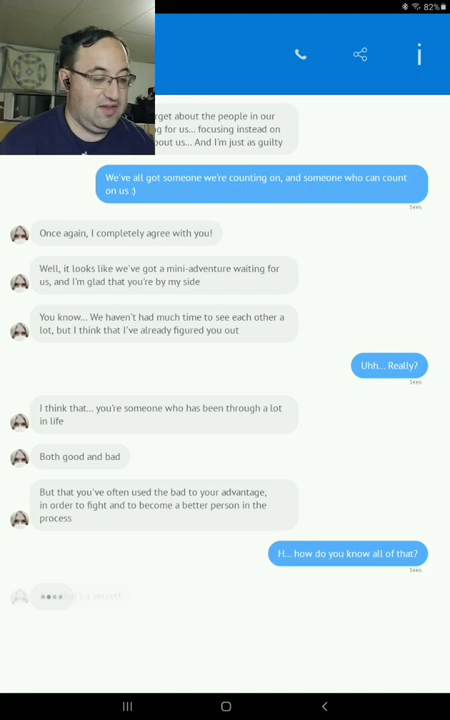 82%
i
rget about the people in our
g for us... focusing instead on
bout us... And I'm just as guilty
We've all got someone we're counting on, and someone who can count
on us :)
Seen
Once again, I completely agree with you!
Well, it looks like we've got a mini-adventure waiting for
us, and I'm glad that you're by my side
You know... We haven't had much time to see each other a
lot, but I think that I've already figured you out
Uhh... Really?
Seen
I think that... you're someone who has been through a lot
in life
Both good and bad
But that you've often used the bad to your advantage,
in order to fight and to become a better person in the
process
H... how do you know all of that?
Seen
's a secret!